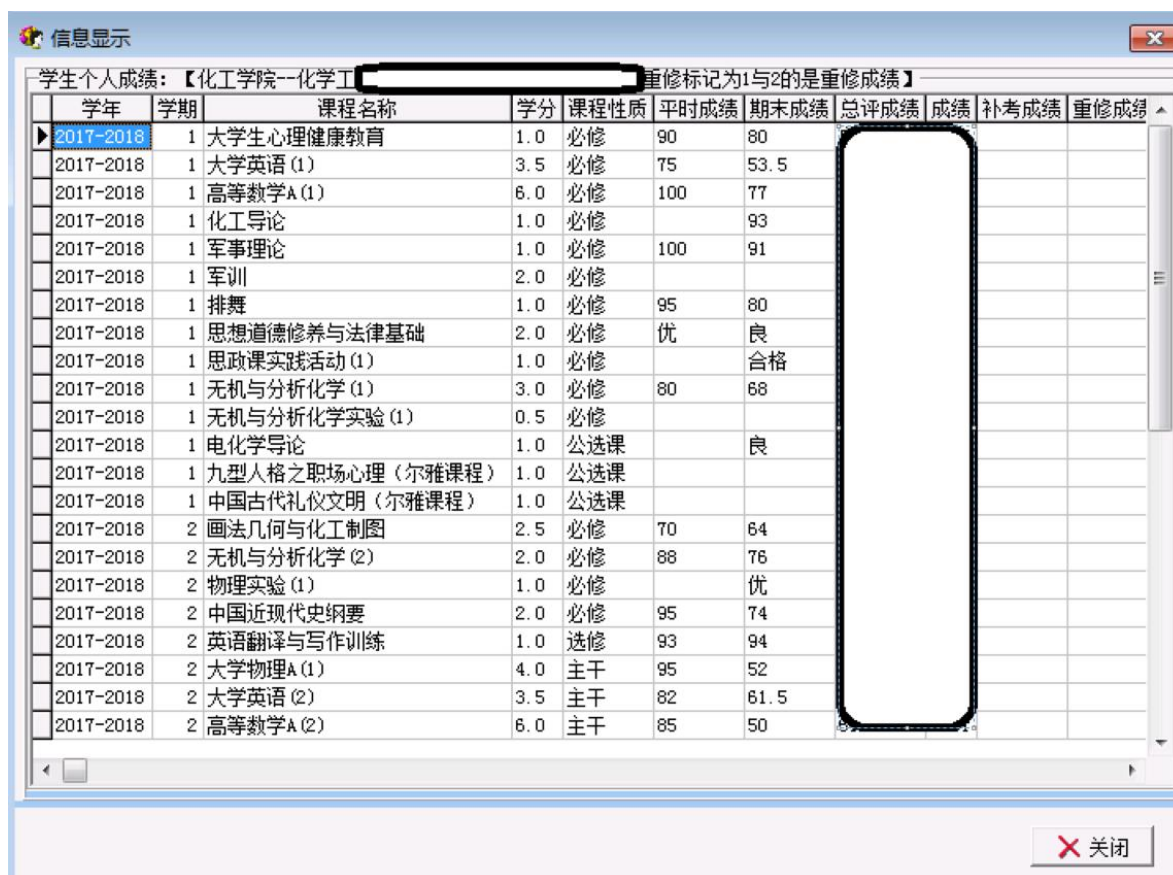 信息显示
学生个人成绩：【化工学院--化学工 重修标记为1与2的是重修成绩】
学年 学期 课程名称 学分 课程性质 平时成绩 期末成绩 总评成绩 成绩 补考成绩 重修成绩
2017-2018 1 大学生心理健康教育 1.0 必修 90 80
2017-2018 1 大学英语(1) 3.5 必修 75 53.5
2017-2018 1 高等数学A(1) 6.0 必修 100 77
2017-2018 1 化工导论 1.0 必修 93
2017-2018 1 军事理论 1.0 必修 100 91
2017-2018 1 军训 2.0 必修
2017-2018 1 排舞 1.0 必修 95 80
2017-2018 1 思想道德修养与法律基础 2.0 必修 优 良
2017-2018 1 思政课实践活动(1) 1.0 必修 合格
2017-2018 1 无机与分析化学(1) 3.0 必修 80 68
2017-2018 1 无机与分析化学实验(1) 0.5 必修
2017-2018 1 电化学导论 1.0 公选课 良
2017-2018 1 九型人格之职场心理（尔雅课程） 1.0 公选课
2017-2018 1 中国古代礼仪文明（尔雅课程） 1.0 公选课
2017-2018 2 画法几何与化工制图 2.5 必修 70 64
2017-2018 2 无机与分析化学(2) 2.0 必修 88 76
2017-2018 2 物理实验(1) 1.0 必修 优
2017-2018 2 中国近现代史纲要 2.0 必修 95 74
2017-2018 2 英语翻译与写作训练 1.0 选修 93 94
2017-2018 2 大学物理A(1) 4.0 主干 95 52
2017-2018 2 大学英语(2) 3.5 主干 82 61.5
2017-2018 2 高等数学A(2) 6.0 主干 85 50
关闭